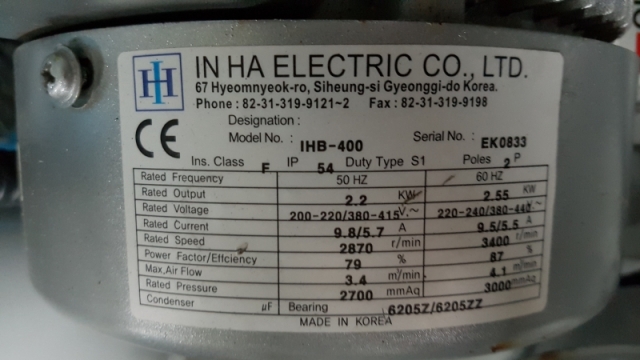 IH
IN HA ELECTRIC CO., LTD.
67 Hyeomnyeok-ro, Siheung-si Gyeonggi-do Korea.
Phone : 82-31-319-9121~2 Fax : 82-31-319-9198
Designation :
CE Model No. : IHB-400 Serial No. : EK0833
Ins. Class F IP 54 Duty Type S1 Poles 2 P
Rated Frequency 50 HZ 60 HZ
Rated Output 2.2 KW 2.55 KW
Rated Voltage 200-220/380-415 V.~ 220-240/380-440 V.~
Rated Current 9.8/5.7 A 9.5/5.5 A
Rated Speed 2870 r/min 3400 r/min
Power Factor/Effciency 79 % 87 %
Max,Air Flow 3.4 m³/min 4.1 m³/min
Rated Pressure 2700 mmAq 3000 mmAq
Condenser µF Bearing 6205Z/6205ZZ
MADE IN KOREA